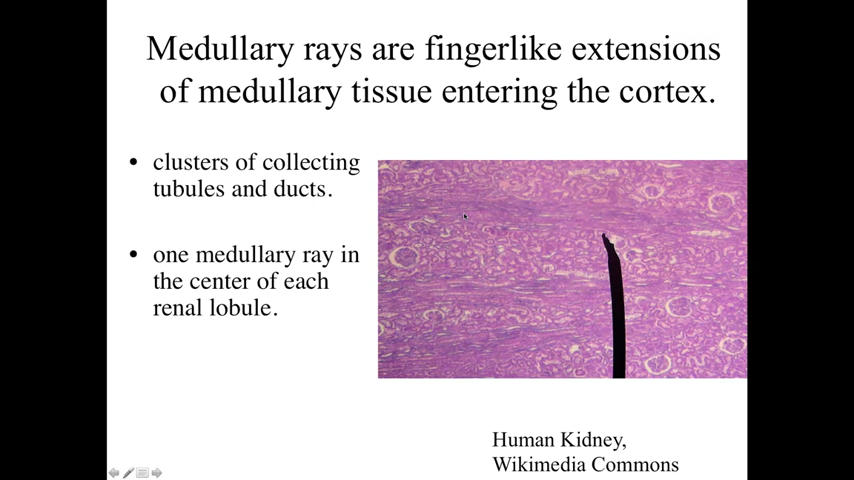 Medullary rays are fingerlike extensions
of medullary tissue entering the cortex.
• clusters of collecting
tubules and ducts.
• one medullary ray in
the center of each
renal lobule.
Human Kidney,
Wikimedia Commons